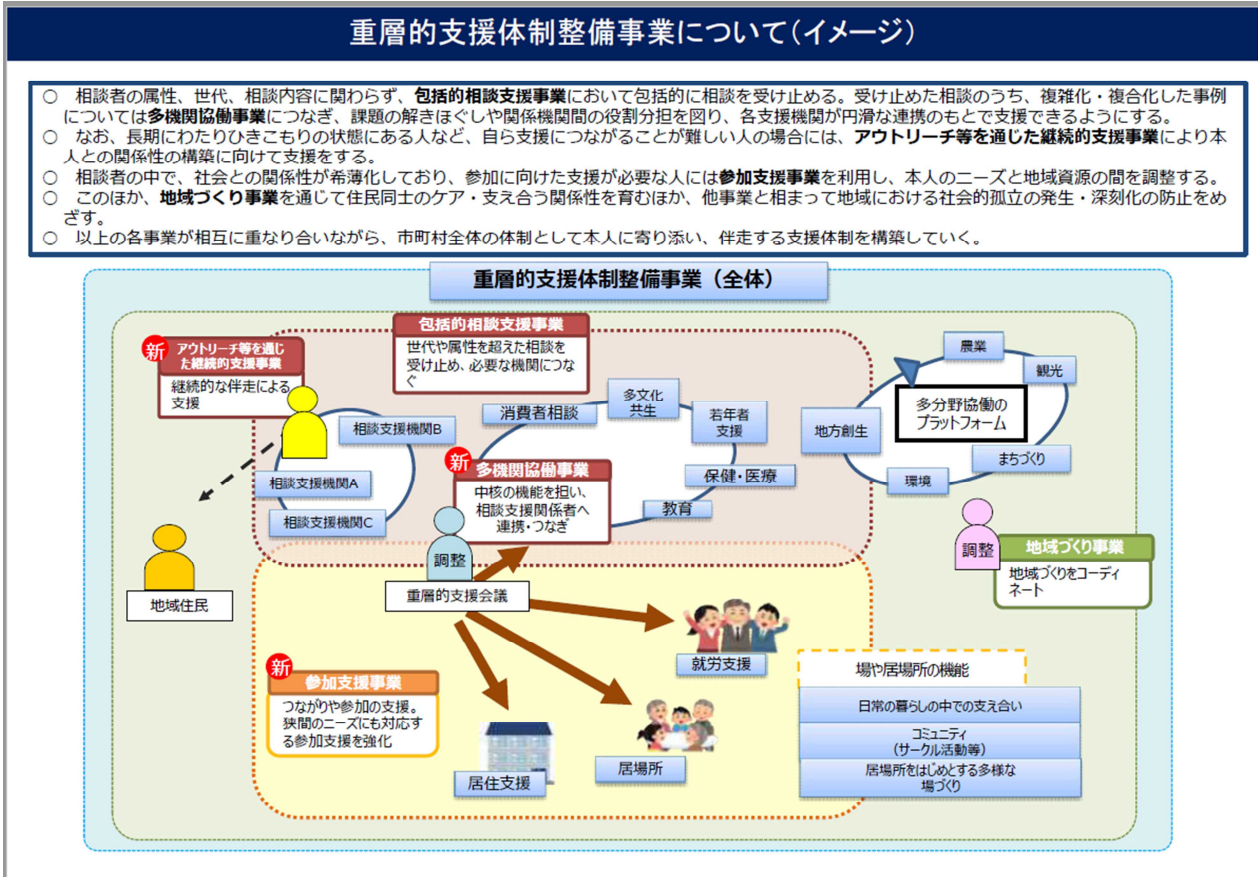 重層的支援体制整備事業について(イメージ)
○　相談者の属性、世代、相談内容に関わらず、包括的相談支援事業において包括的に相談を受け止める。受け止めた相談のうち、複雑化・複合化した事例
については多機関協働事業につなぎ、課題の解きほぐしや関係機関間の役割分担を図り、各支援機関が円滑な連携のもとで支援できるようにする。
○　なお、長期にわたりひきこもりの状態にある人など、自ら支援につながることが難しい人の場合には、アウトリーチ等を通じた継続的支援事業により本
人との関係性の構築に向けて支援をする。
○　相談者の中で、社会との関係性が希薄化しており、参加に向けた支援が必要な人には参加支援事業を利用し、本人のニーズと地域資源の間を調整する。
○　このほか、地域づくり事業を通じて住民同士のケア・支え合う関係性を育むほか、他事業と相まって地域における社会的孤立の発生・深刻化の防止をめ
ざす。
○　以上の各事業が相互に重なり合いながら、市町村全体の体制として本人に寄り添い、伴走する支援体制を構築していく。
重層的支援体制整備事業（全体）
新
アウトリーチ等を通じ
た継続的支援事業
継続的な伴走による
支援
包括的相談支援事業
世代や属性を超えた相談を
受け止め、必要な機関につな
ぐ
相談支援機関B
相談支援機関A
相談支援機関C
消費者相談
多文化
共生
若年者
支援
保健・医療
教育
新
多機関協働事業
中核の機能を担い、
相談支援関係者へ
連携・つなぎ
農業
観光
多分野協働の
プラットフォーム
地方創生
まちづくり
環境
調整
地域づくり事業
地域づくりをコーディ
ネート
地域住民
調整
重層的支援会議
就労支援
新
参加支援事業
つながりや参加の支援。
狭間のニーズにも対応す
る参加支援を強化
居住支援
居場所
場や居場所の機能
日常の暮らしの中での支え合い
コミュニティ
（サークル活動等）
居場所をはじめとする多様な
場づくり